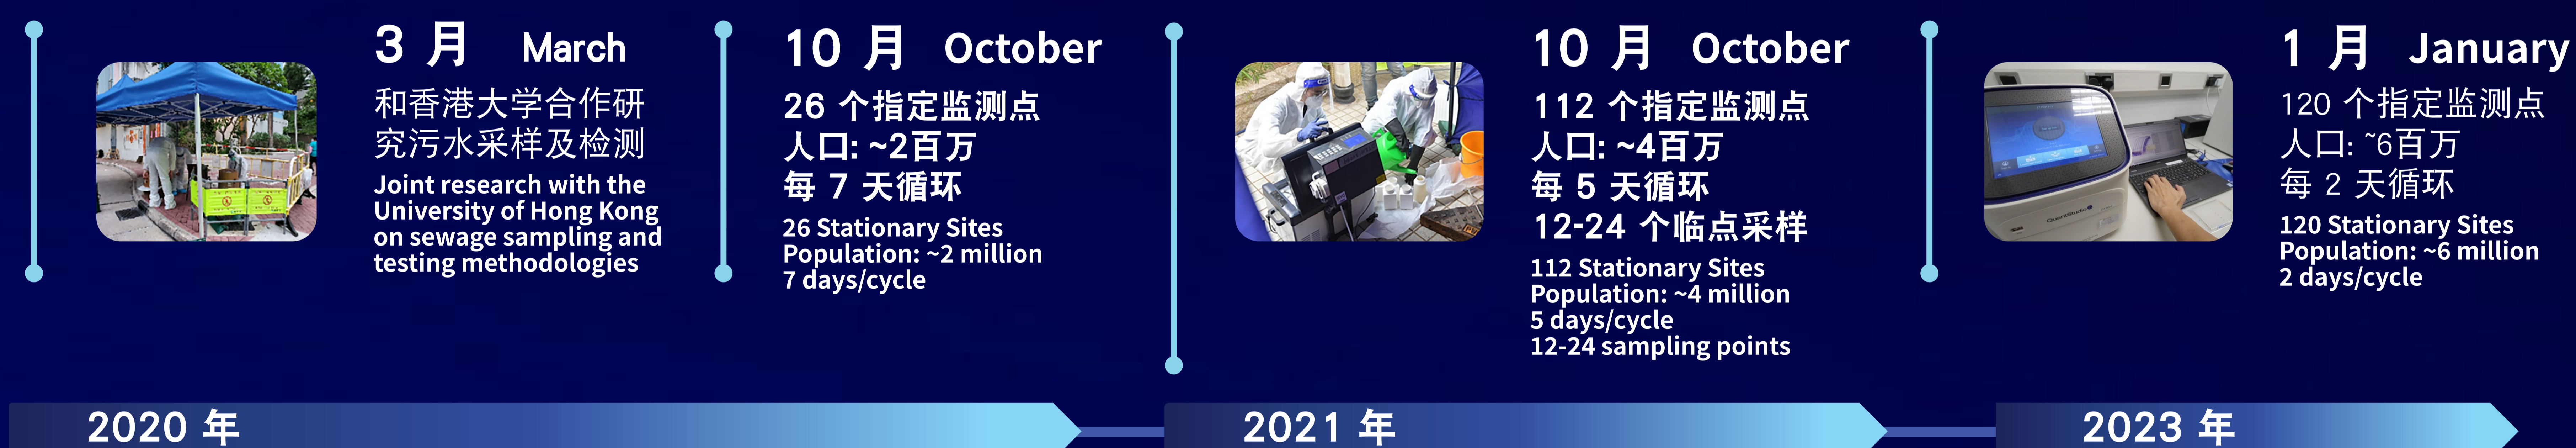 3 月 March
和香港大学合作研
究污水采样及检测
Joint research with the
University of Hong Kong
on sewage sampling and
testing methodologies
10 月 October
26 个指定监测点
人口: ~2百万
每 7 天循环
26 Stationary Sites
Population: ~2 million
7 days/cycle
10 月 October
112 个指定监测点
人口: ~4百万
每 5 天循环
12-24 个临点采样
112 Stationary Sites
Population: ~4 million
5 days/cycle
12-24 sampling points
QuantStudio
1 月 January
120 个指定监测点
人口: ~6百万
每 2 天循环
120 Stationary Sites
Population: ~6 million
2 days/cycle
2020 年
2021 年
2023 年